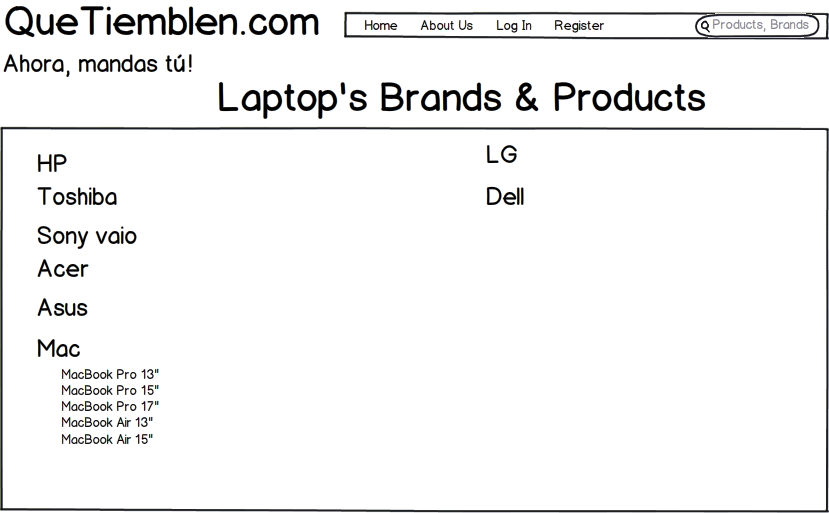 QueTiemblen.com
Home About Us Log In Register Products, Brands
Ahora, mandas tú!
Laptop's Brands & Products
HP
Toshiba
Sony vaio
Acer
Asus
Mac
MacBook Pro 13"
MacBook Pro 15"
MacBook Pro 17"
MacBook Air 13"
MacBook Air 15"
LG
Dell